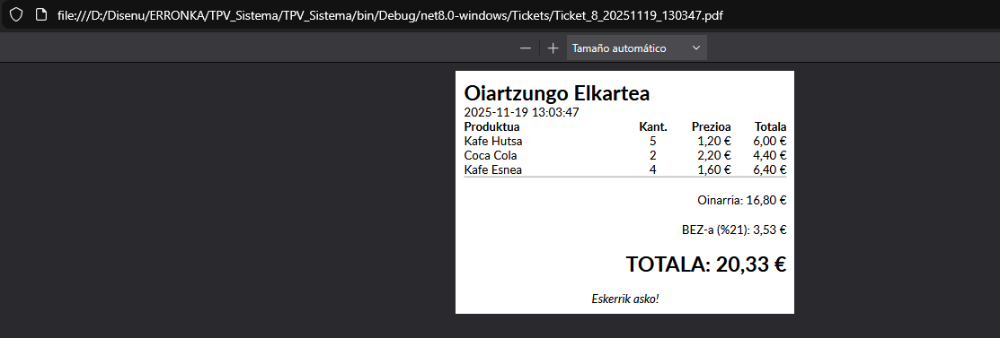 file:///D:/Disenu/ERRONKA/TPV_Sistema/TPV_Sistema/bin/Debug/net8.0-windows/Tickets/Ticket_8_20251119_130347.pdf
Tamaño automático
Oiartzungo Elkartea
2025-11-19 13:03:47
Produktua Kant. Prezioa Totala
Kafe Hutsa 5 1,20 € 6,00 €
Coca Cola 2 2,20 € 4,40 €
Kafe Esnea 4 1,60 € 6,40 €
Oinarria: 16,80 €
BEZ-a (%21): 3,53 €
TOTALA: 20,33 €
Eskerrik asko!